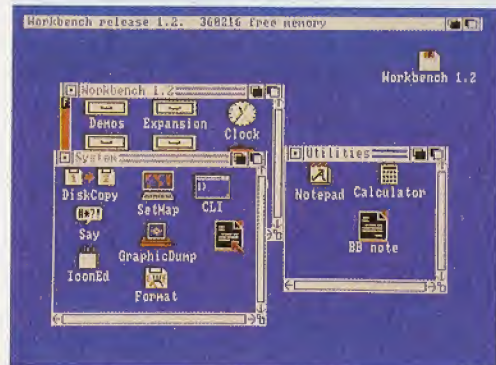 Workbench release 1.2. 360216 free memory
Workbench 1.2
Workbench 1.2
Demos Expansion Clock
System
DiskCopy SetMap CLI
Say
GraphicDump
IconEd
Format
Utilities
Notepad Calculator
BB note